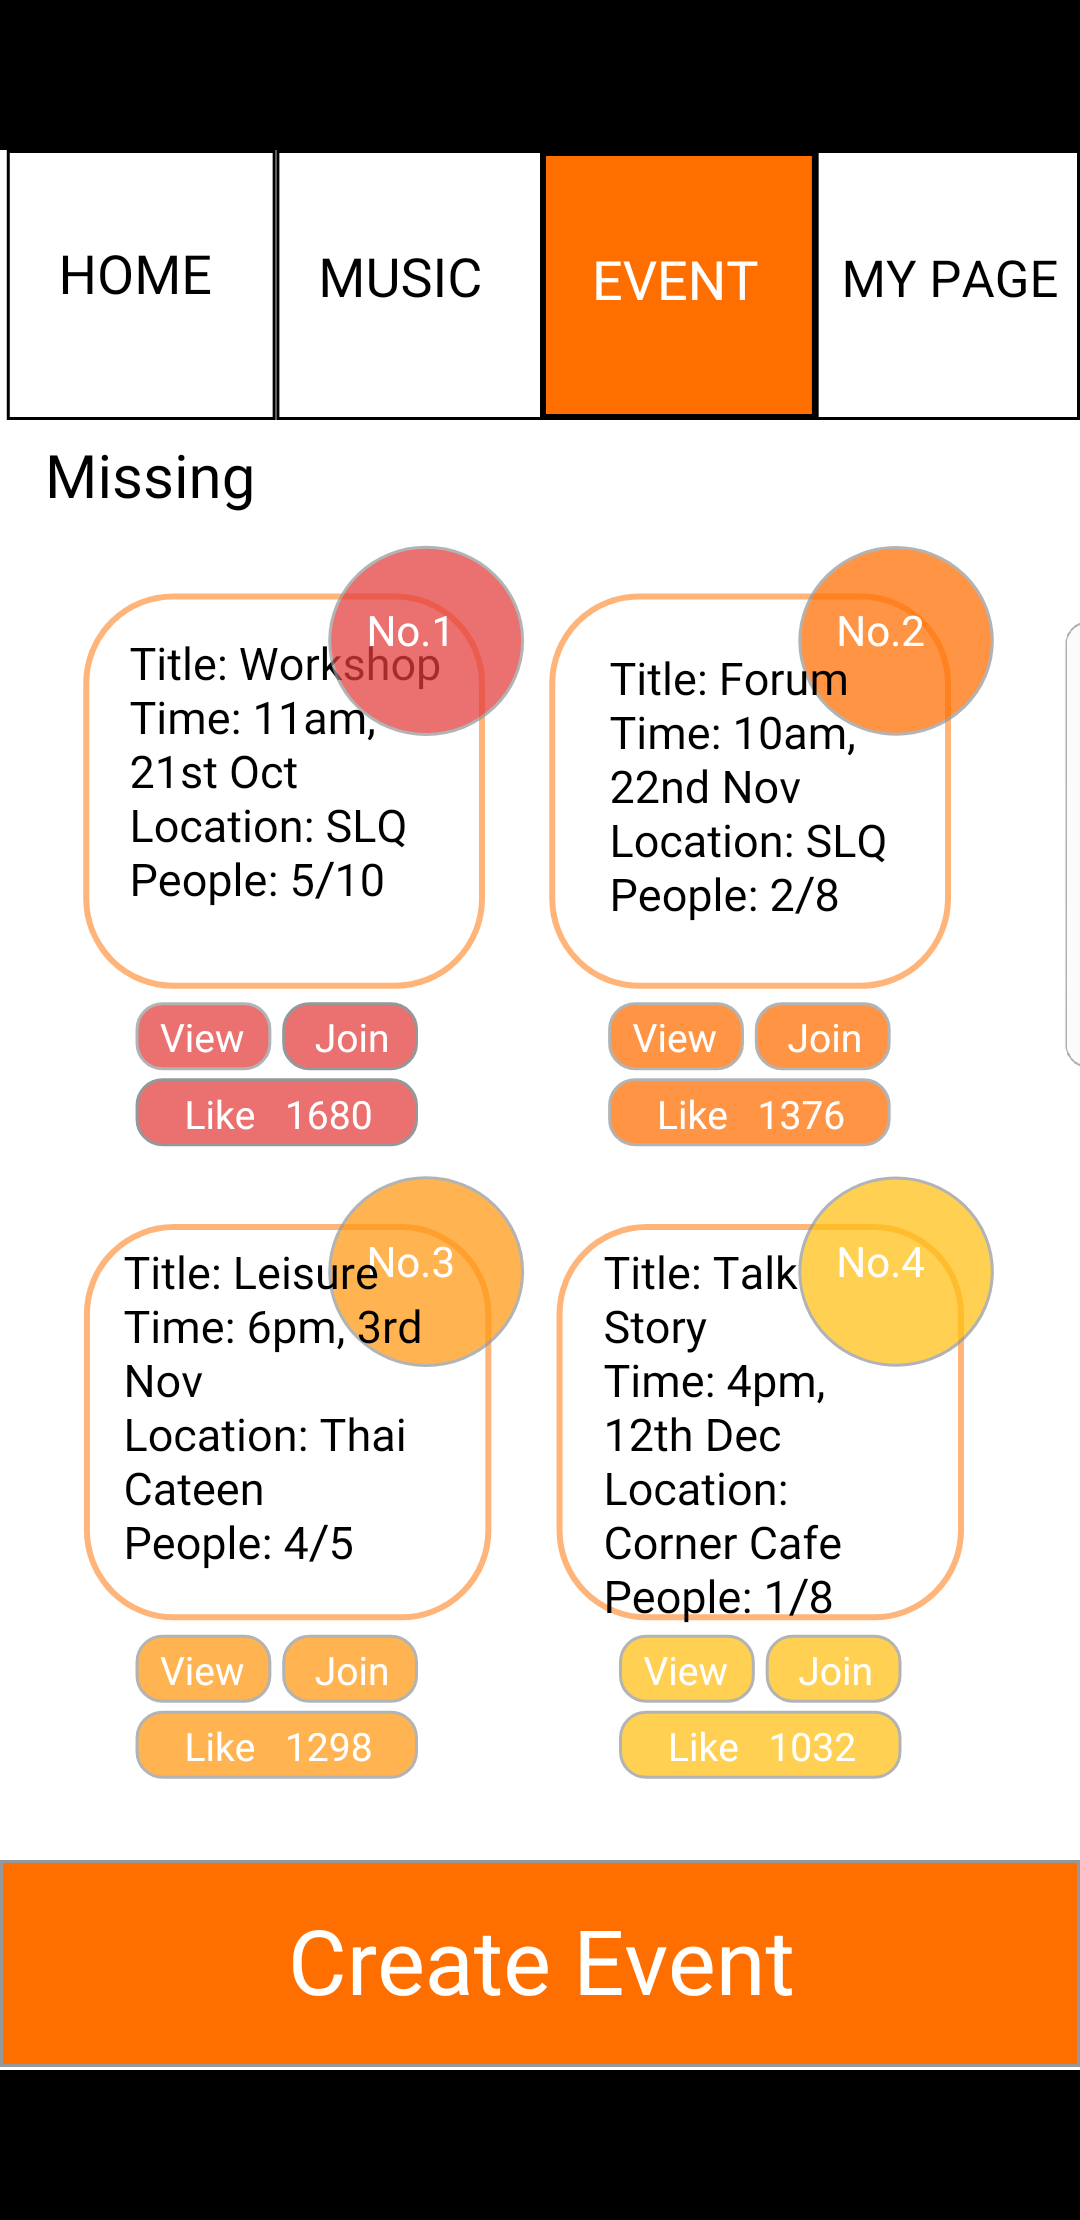 HOME MUSIC EVENT MY PAGE
Missing
No.1
Title: Workshop
Time: 11am,
21st Oct
Location: SLQ
People: 5/10
View Join
Like 1680
No.2
Title: Forum
Time: 10am,
22nd Nov
Location: SLQ
People: 2/8
View Join
Like 1376
No.3
Title: Leisure
Time: 6pm, 3rd
Nov
Location: Thai
Cateen
People: 4/5
View Join
Like 1298
No.4
Title: Talk
Story
Time: 4pm,
12th Dec
Location:
Corner Cafe
People: 1/8
View Join
Like 1032
Create Event